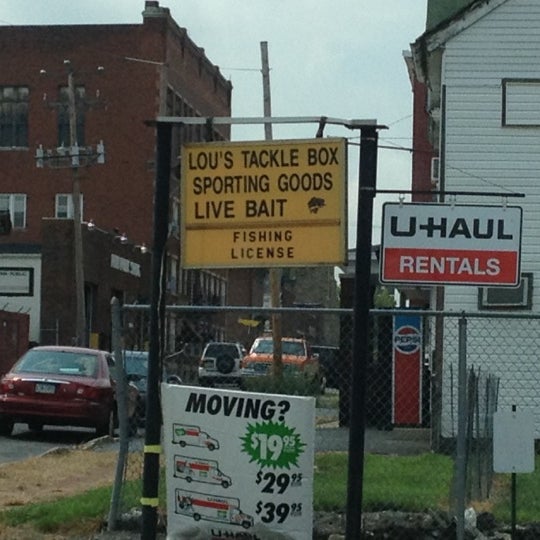 LOU'S TACKLE BOX
SPORTING GOODS
LIVE BAIT
FISHING
LICENSE
U-HAUL
RENTALS
PEPSI
MOVING?
$19.95
$29.95
$39.95
U-HAUL